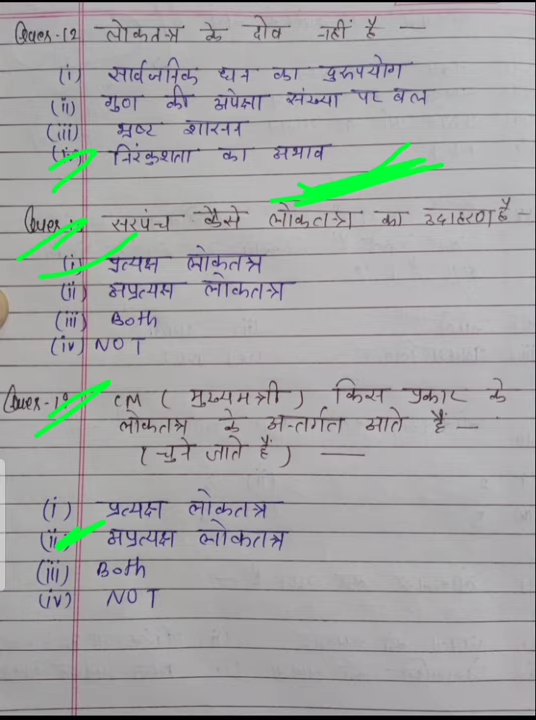 Ques-12 लोकतन्त्र के दोष नहीं है —
(i) सार्वजनिक धन का दुरुपयोग
(ii) गुण की अपेक्षा संख्या पर बल
(iii) भ्रष्ट शासन
(iv) निरंकुशता का अभाव
Ques- सरपंच कैसे लोकतन्त्र का उदाहरण है -
(i) प्रत्यक्ष लोकतन्त्र
(ii) अप्रत्यक्ष लोकतन्त्र
(iii) Both
(iv) NOT
Ques-1 CM ( मुख्यमंत्री ) किस प्रकार के
लोकतन्त्र के अन्तर्गत आते हैं —
( चुने जाते हैं ) —
(i) प्रत्यक्ष लोकतन्त्र
(ii) अप्रत्यक्ष लोकतन्त्र
(iii) Both
(iv) NOT